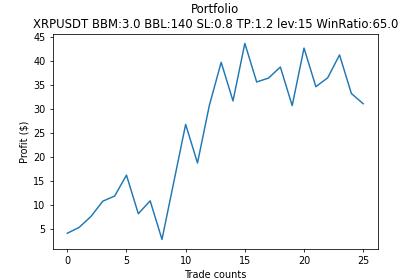 Portfolio
XRPUSDT BBM:3.0 BBL:140 SL:0.8 TP:1.2 lev:15 WinRatio:65.0
45
40
35
30
25
20
15
10
5
Profit ($)
0 5 10 15 20 25
Trade counts